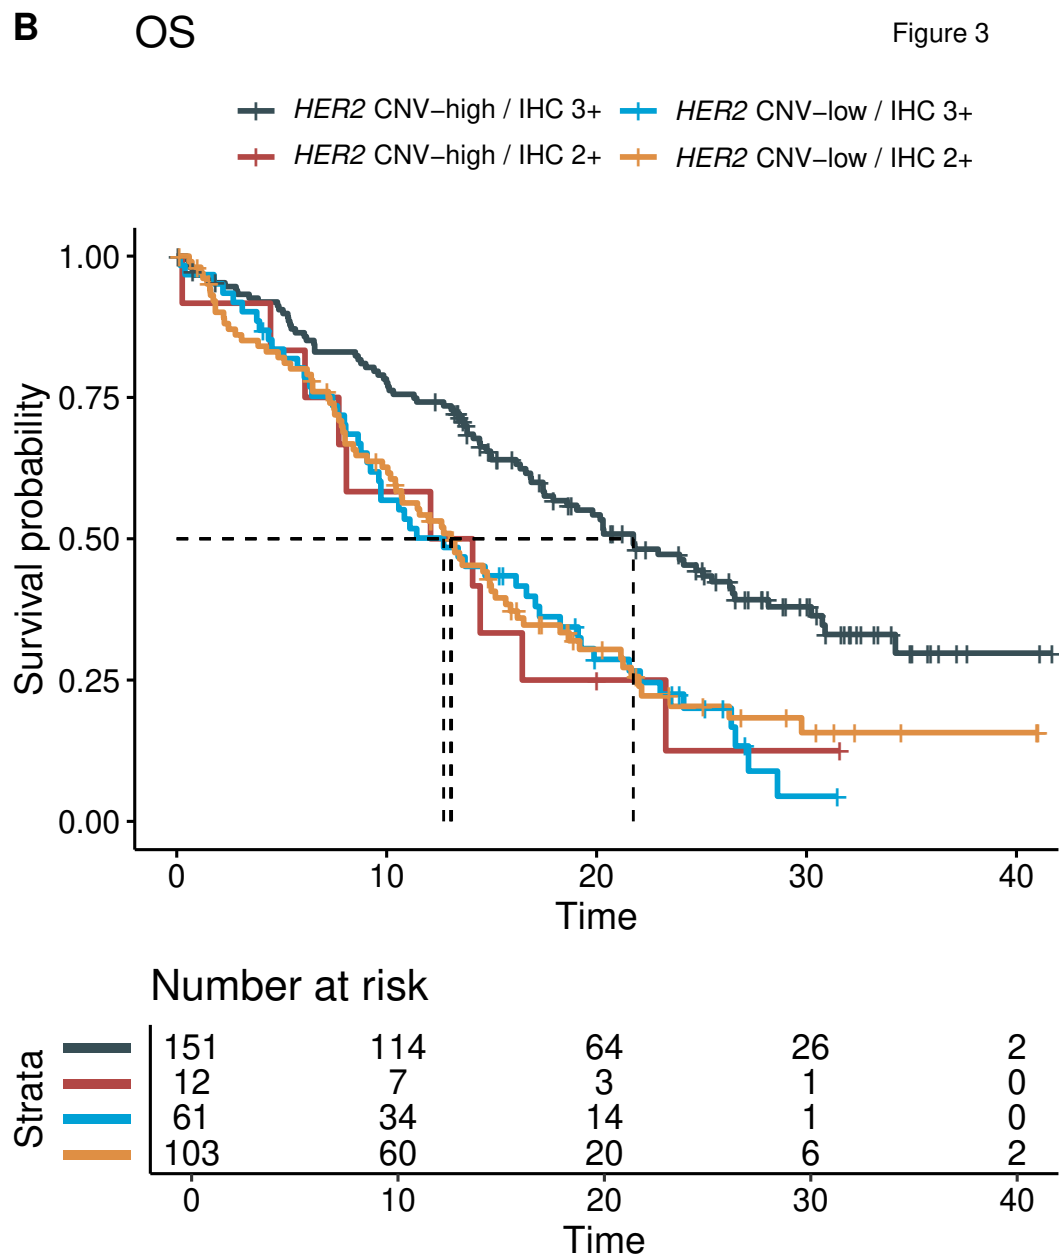 B OS Figure 3
HER2 CNV−high / IHC 3+ HER2 CNV−low / IHC 3+
HER2 CNV−high / IHC 2+ HER2 CNV−low / IHC 2+
Survival probability
1.00
0.75
0.50
0.25
0.00
0 10 20 30 40
Time
Number at risk
Strata
151 114 64 26 2
12 7 3 1 0
61 34 14 1 0
103 60 20 6 2
0 10 20 30 40
Time